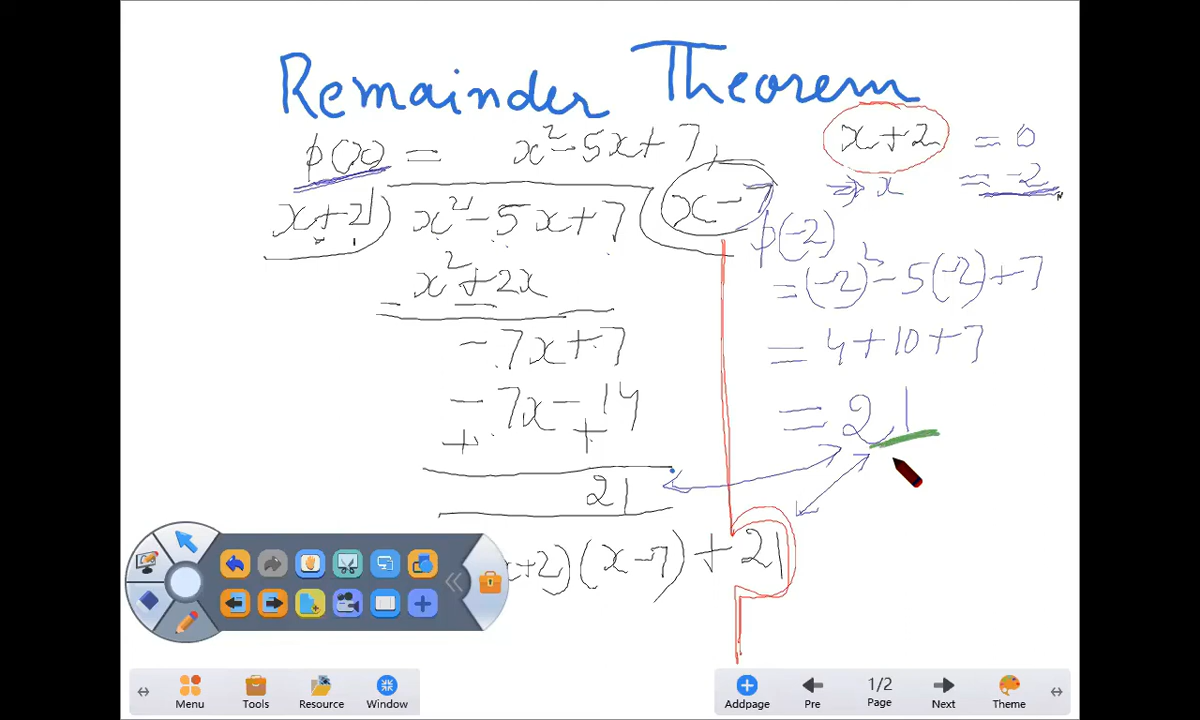 Remainder Theorem
p(x) = x² - 5x + 7
x + 2 ) x² - 5x + 7 ( x - 7
x² + 2x
- -
- 7x + 7
- 7x - 14
+ +
21
x+2) (x - 7) + 21
x + 2 = 0
⇒ x = -2
p(-2)
= (-2)² - 5(-2) + 7
= 4 + 10 + 7
= 21
Menu
Tools
Resource
Window
Addpage
Pre
1/2
Page
Next
Theme